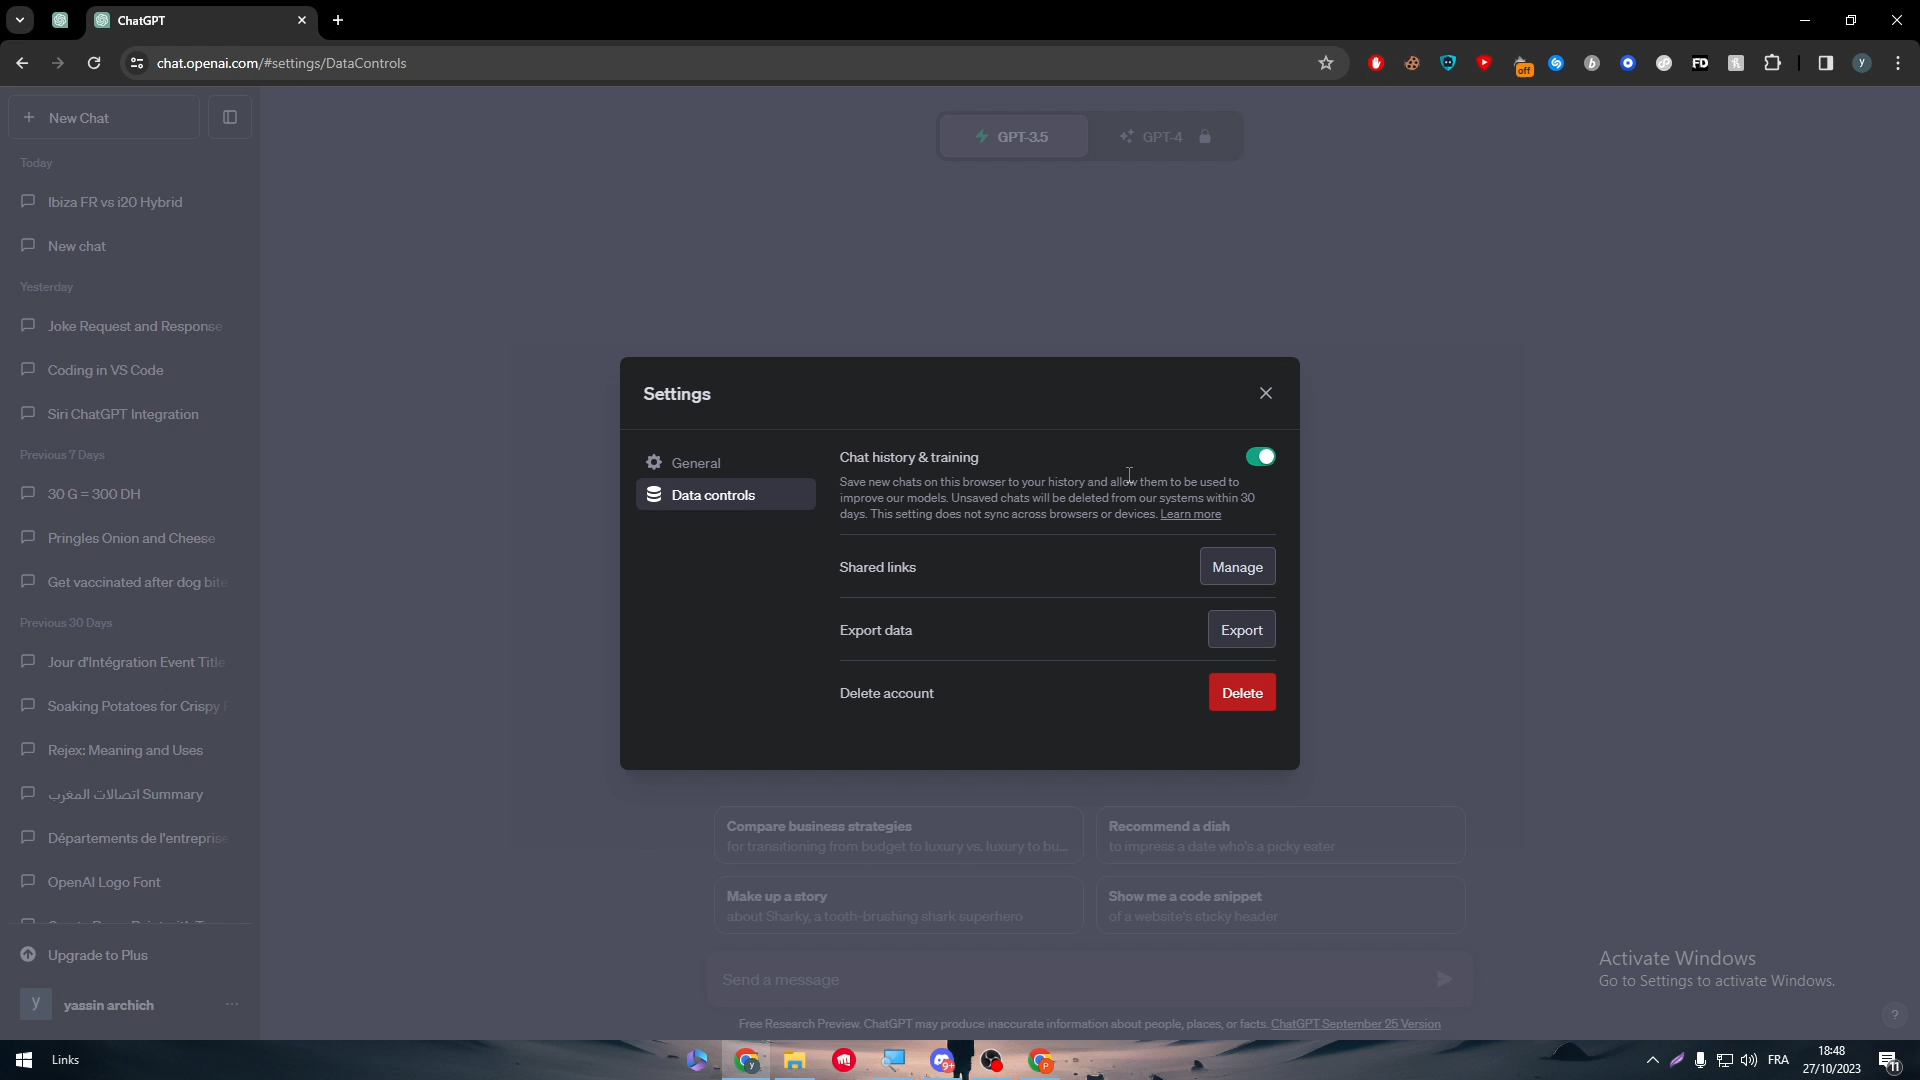 ChatGPT
chat.openai.com/#settings/DataControls
off
FD
y
New Chat
GPT-3.5
GPT-4
Today
Ibiza FR vs i20 Hybrid
New chat
Yesterday
Joke Request and Response
Coding in VS Code
Siri ChatGPT Integration
Previous 7 Days
30 G = 300 DH
Pringles Onion and Cheese
Get vaccinated after dog bite
Previous 30 Days
Jour d'Intégration Event Title
Soaking Potatoes for Crispy
Rejex: Meaning and Uses
اتصالات المغرب Summary
Départements de l'entreprise
OpenAI Logo Font
Upgrade to Plus
y
yassin archich
Settings
General
Data controls
Chat history & training
Save new chats on this browser to your history and allow them to be used to
improve our models. Unsaved chats will be deleted from our systems within 30
days. This setting does not sync across browsers or devices. Learn more
Shared links
Manage
Export data
Export
Delete account
Delete
Compare business strategies
for transitioning from budget to luxury vs. luxury to bu...
Recommend a dish
to impress a date who's a picky eater
Make up a story
about Sharky, a tooth-brushing shark superhero
Show me a code snippet
of a website's sticky header
Send a message
Free Research Preview. ChatGPT may produce inaccurate information about people, places, or facts. ChatGPT September 25 Version
Activate Windows
Go to Settings to activate Windows.
?
Links
y
9+
P
FRA
18:48
27/10/2023
11